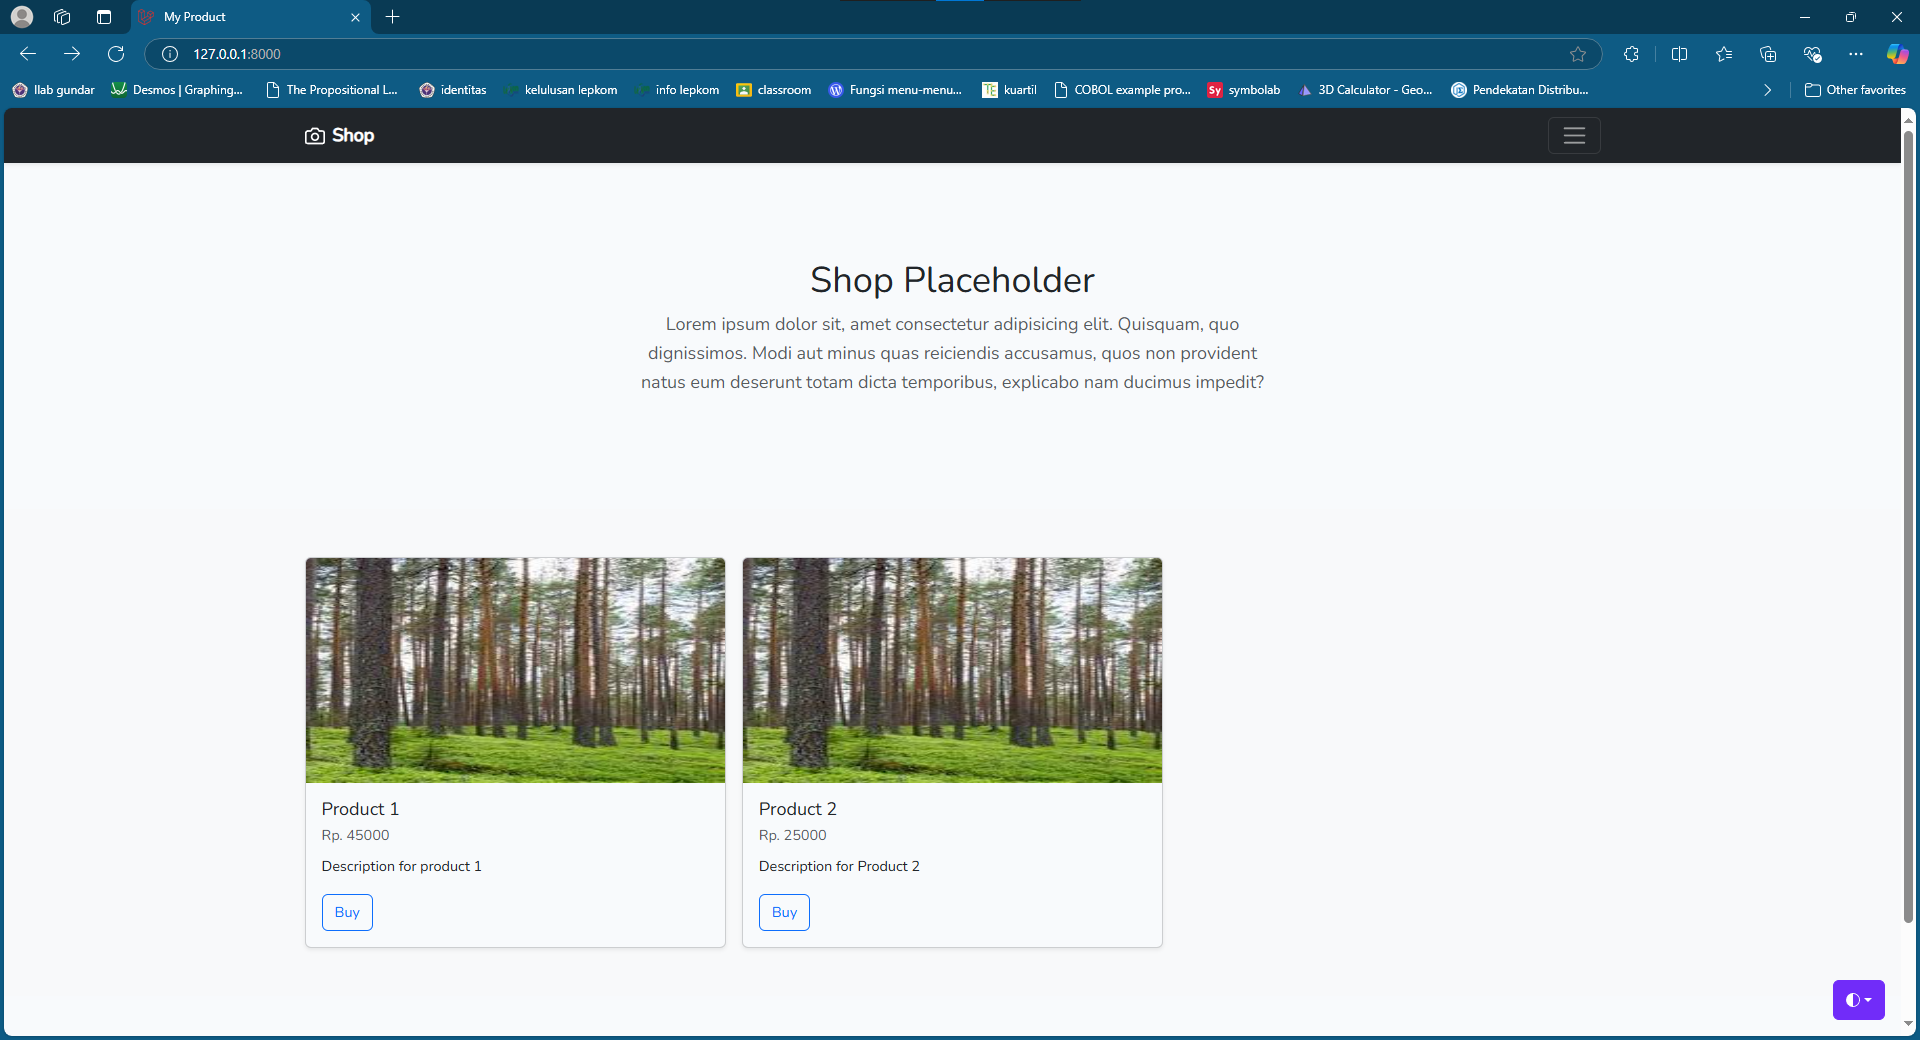 My Product
127.0.0.1:8000
llab gundar
Desmos | Graphing...
The Propositional L...
identitas
kelulusan lepkom
info lepkom
classroom
Fungsi menu-menu...
TE kuartil
COBOL example pro...
Sy symbolab
3D Calculator - Geo...
Pendekatan Distribu...
Other favorites
Shop
Shop Placeholder
Lorem ipsum dolor sit, amet consectetur adipisicing elit. Quisquam, quo
dignissimos. Modi aut minus quas reiciendis accusamus, quos non provident
natus eum deserunt totam dicta temporibus, explicabo nam ducimus impedit?
Product 1
Rp. 45000
Description for product 1
Buy
Product 2
Rp. 25000
Description for Product 2
Buy